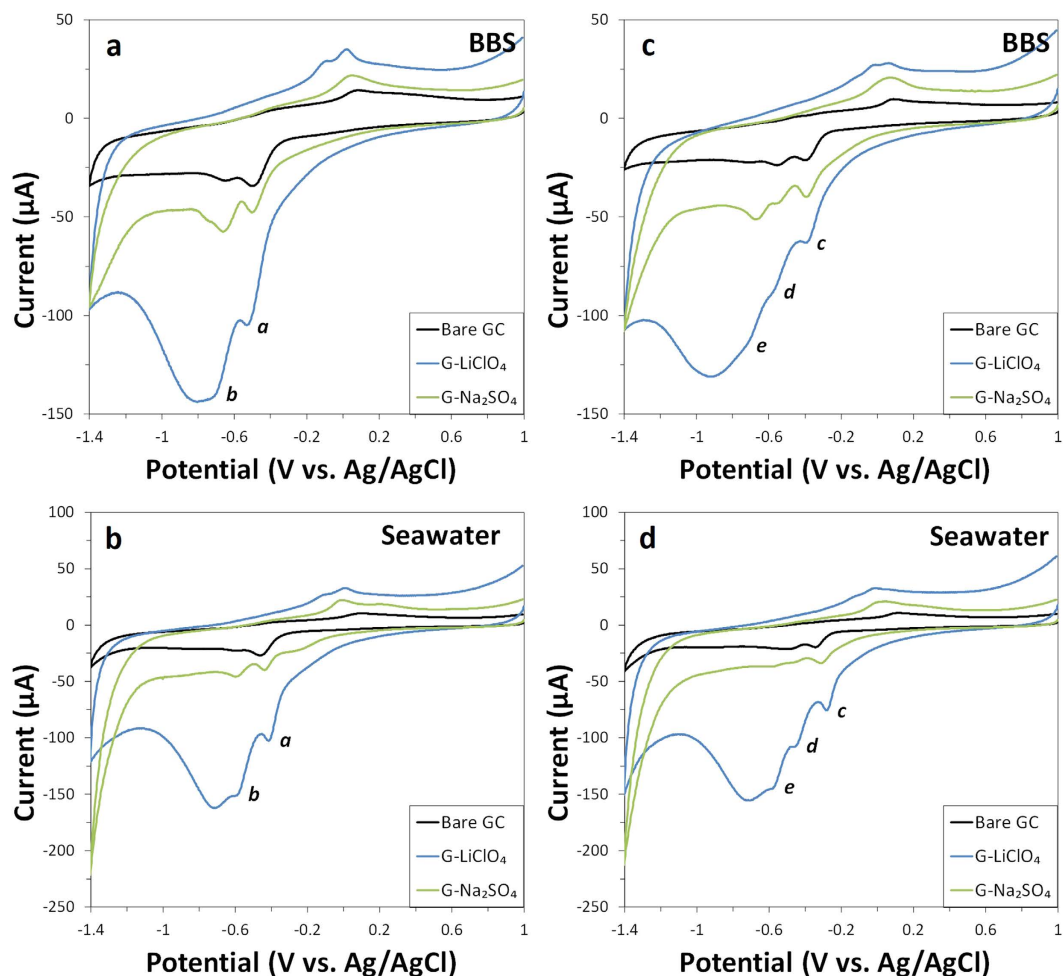 a
BBS
50
0
-50
-100
-150
Current (µA)
a
b
Bare GC
G-LiClO₄
G-Na₂SO₄
-1.4 -1 -0.6 -0.2 0.2 0.6 1
Potential (V vs. Ag/AgCl)
c
BBS
50
0
-50
-100
-150
Current (µA)
c
d
e
Bare GC
G-LiClO₄
G-Na₂SO₄
-1.4 -1 -0.6 -0.2 0.2 0.6 1
Potential (V vs. Ag/AgCl)
b
Seawater
100
50
0
-50
-100
-150
-200
-250
Current (µA)
a
b
Bare GC
G-LiClO₄
G-Na₂SO₄
-1.4 -1 -0.6 -0.2 0.2 0.6 1
Potential (V vs. Ag/AgCl)
d
Seawater
100
50
0
-50
-100
-150
-200
-250
Current (µA)
c
d
e
Bare GC
G-LiClO₄
G-Na₂SO₄
-1.4 -1 -0.6 -0.2 0.2 0.6 1
Potential (V vs. Ag/AgCl)